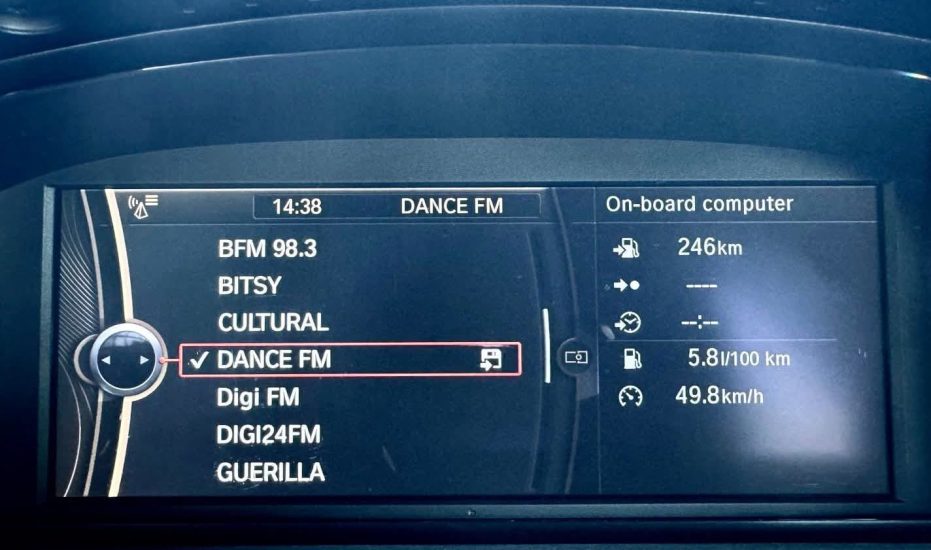 14:38 DANCE FM
BFM 98.3
BITSY
CULTURAL
DANCE FM
Digi FM
DIGI24FM
GUERILLA
On-board computer
246km
----
--:--
5.8l/100 km
49.8km/h